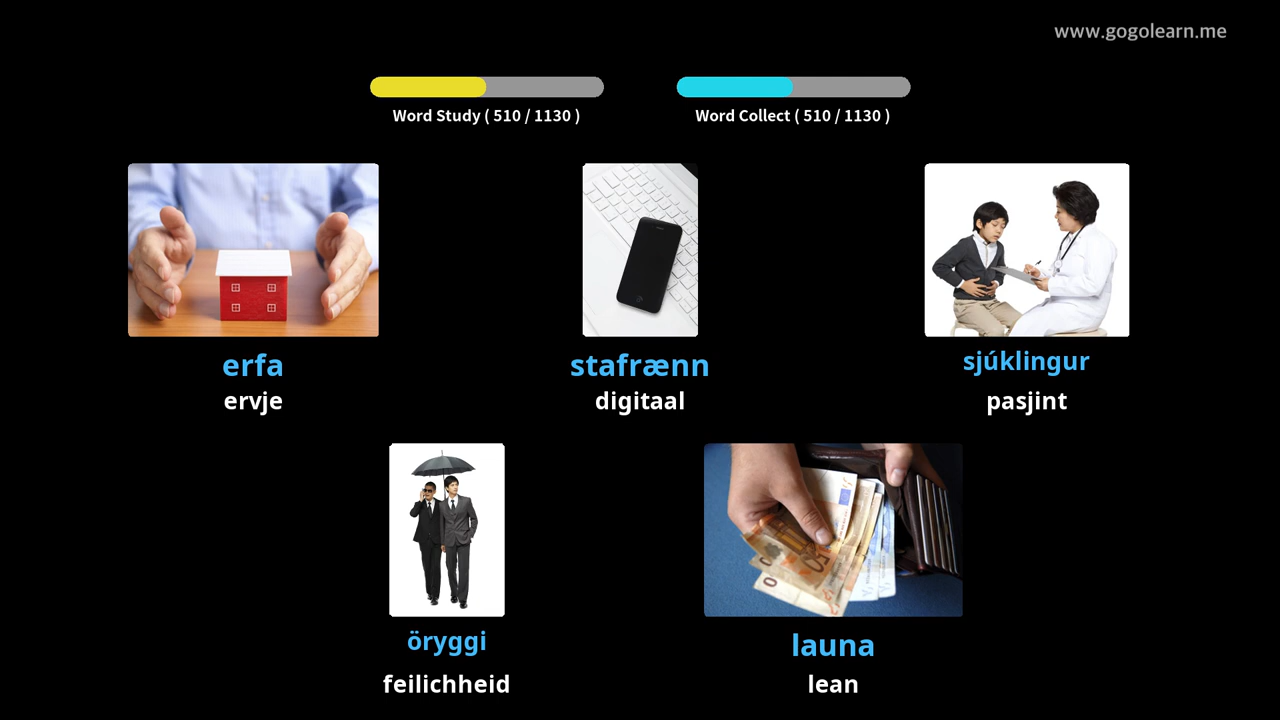 www.gogolearn.me
Word Study ( 510 / 1130 )
Word Collect ( 510 / 1130 )
erfa
ervje
stafrænn
digitaal
sjúklingur
pasjint
öryggi
feilichheid
launa
lean